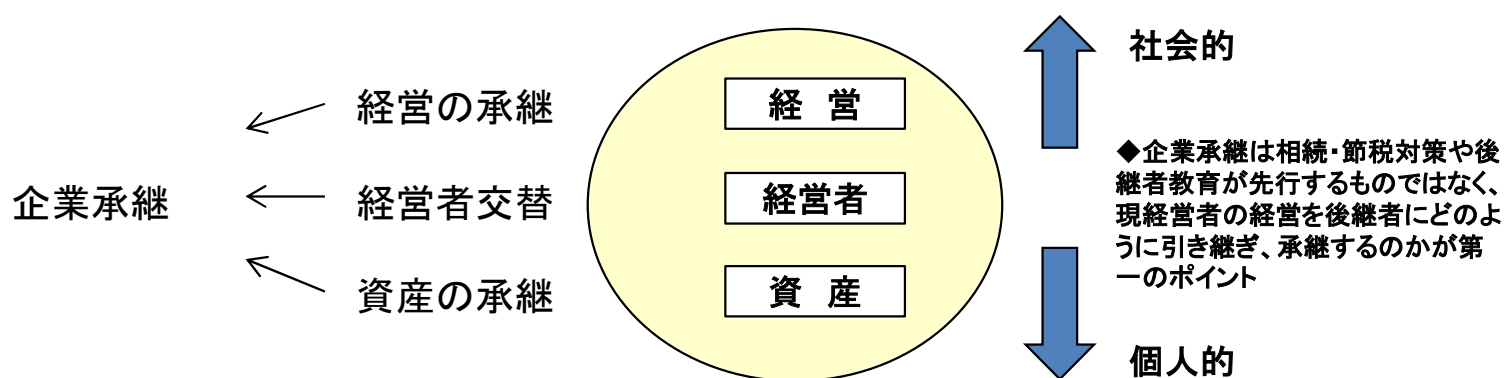 企業承継
経営の承継
経営者交替
資産の承継
経 営
経営者
資 産
社会的
◆企業承継は相続・節税対策や後
継者教育が先行するものではなく、
現経営者の経営を後継者にどのよ
うに引き継ぎ、承継するのかが第
一のポイント
個人的